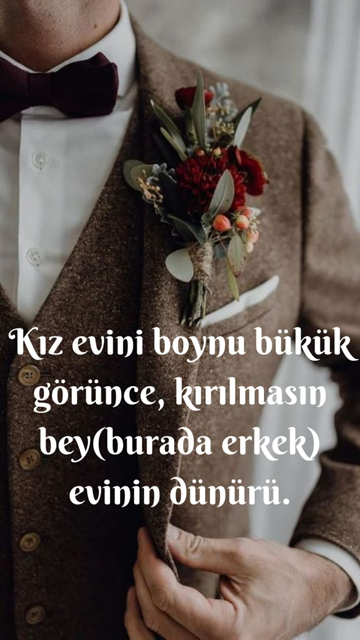 Kız evini boynu bükük
görünce, kırılmasın
bey(burada erkek)
evinin dünürü.